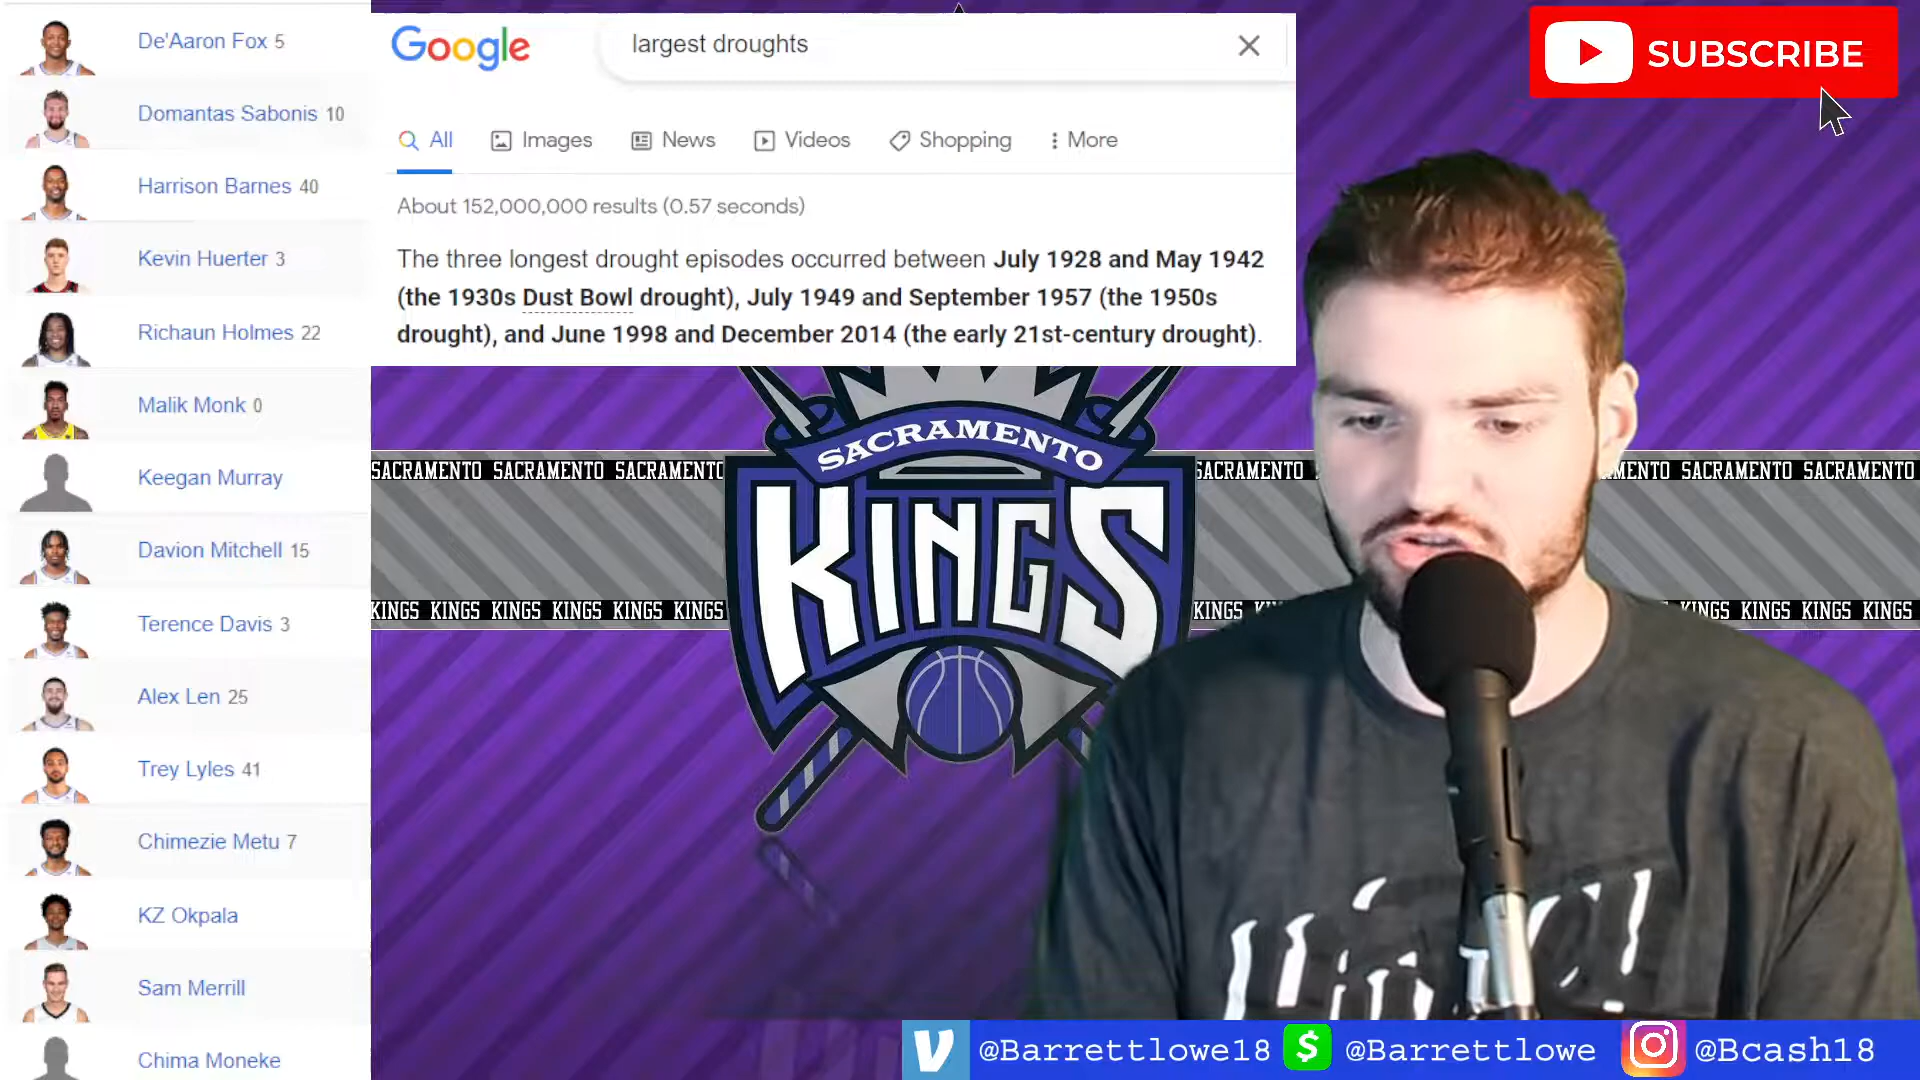 De'Aaron Fox 5
Domantas Sabonis 10
Harrison Barnes 40
Kevin Huerter 3
Richaun Holmes 22
Malik Monk 0
Keegan Murray
Davion Mitchell 15
Terence Davis 3
Alex Len 25
Trey Lyles 41
Chimezie Metu 7
KZ Okpala
Sam Merrill
Chima Moneke
Google
largest droughts
All Images News Videos Shopping More
About 152,000,000 results (0.57 seconds)
The three longest drought episodes occurred between July 1928 and May 1942
(the 1930s Dust Bowl drought), July 1949 and September 1957 (the 1950s
drought), and June 1998 and December 2014 (the early 21st-century drought).
SUBSCRIBE
SACRAMENTO
KINGS
SACRAMENTO SACRAMENTO SACRAMENTO SACRAMENTO MENTO SACRAMENTO SACRAMENTO
KINGS KINGS KINGS KINGS KINGS KINGS KINGS KINGS KINGS KINGS KINGS
@Barrettlowe18 $ @Barrettlowe @Bcash18